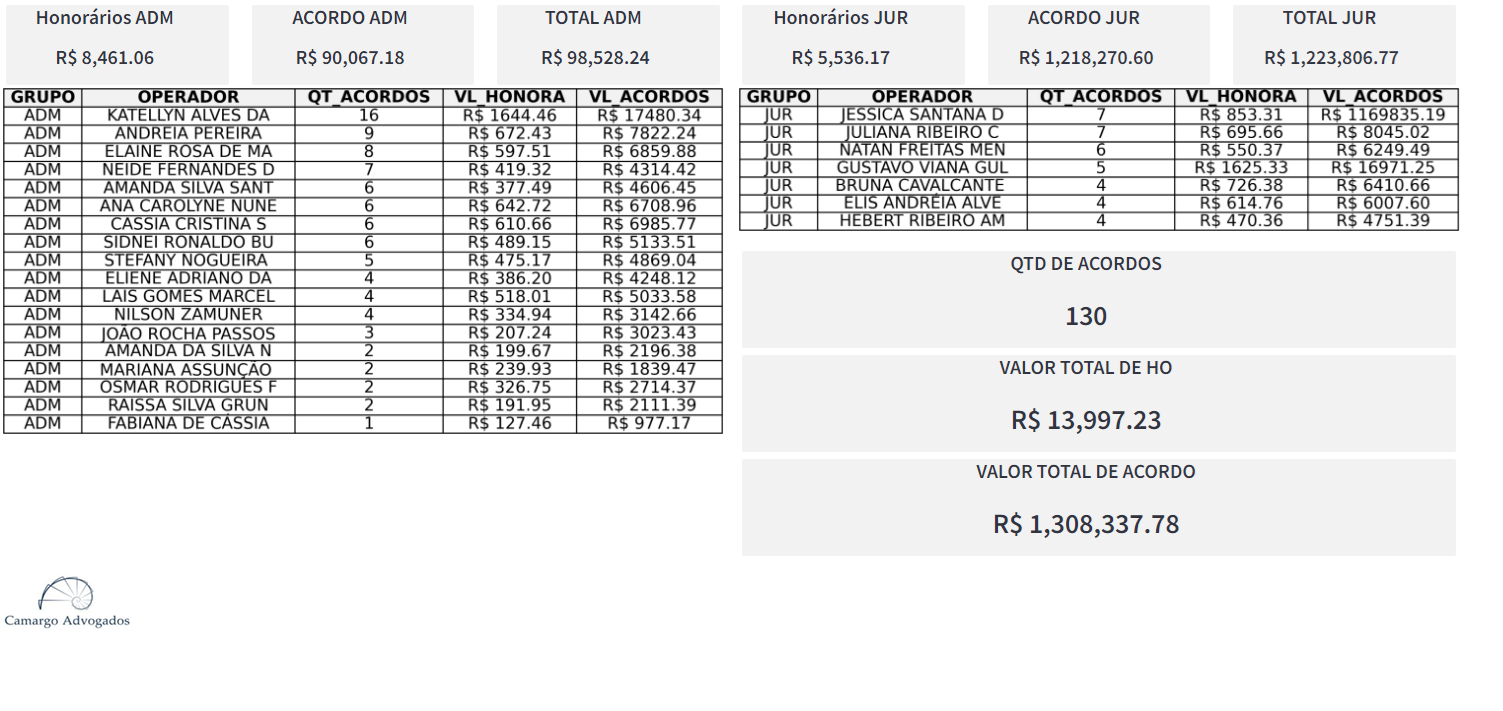 Honorários ADM
R$ 8,461.06
ACORDO ADM
R$ 90,067.18
TOTAL ADM
R$ 98,528.24
Honorários JUR
R$ 5,536.17
ACORDO JUR
R$ 1,218,270.60
TOTAL JUR
R$ 1,223,806.77
GRUPO OPERADOR QT_ACORDOS VL_HONORA VL_ACORDOS
ADM KATELLYN ALVES DA 16 R$ 1644.46 R$ 17480.34
ADM ANDREIA PEREIRA 9 R$ 672.43 R$ 7822.24
ADM ELAINE ROSA DE MA 8 R$ 597.51 R$ 6859.88
ADM NEIDE FERNANDES D 7 R$ 419.32 R$ 4314.42
ADM AMANDA SILVA SANT 6 R$ 377.49 R$ 4606.45
ADM ANA CAROLYNE NUNE 6 R$ 642.72 R$ 6708.96
ADM CASSIA CRISTINA S 6 R$ 610.66 R$ 6985.77
ADM SIDNEI RONALDO BU 6 R$ 489.15 R$ 5133.51
ADM STEFANY NOGUEIRA 5 R$ 475.17 R$ 4869.04
ADM ELIENE ADRIANO DA 4 R$ 386.20 R$ 4248.12
ADM LAIS GOMES MARCEL 4 R$ 518.01 R$ 5033.58
ADM NILSON ZAMUNER 4 R$ 334.94 R$ 3142.66
ADM JOÃO ROCHA PASSOS 3 R$ 207.24 R$ 3023.43
ADM AMANDA DA SILVA N 2 R$ 199.67 R$ 2196.38
ADM MARIANA ASSUNÇÃO 2 R$ 239.93 R$ 1839.47
ADM OSMAR RODRIGUES F 2 R$ 326.75 R$ 2714.37
ADM RAISSA SILVA GRUN 2 R$ 191.95 R$ 2111.39
ADM FABIANA DE CÁSSIA 1 R$ 127.46 R$ 977.17
GRUPO OPERADOR QT_ACORDOS VL_HONORA VL_ACORDOS
JUR JESSICA SANTANA D 7 R$ 853.31 R$ 1169835.19
JUR JULIANA RIBEIRO C 7 R$ 695.66 R$ 8045.02
JUR NATAN FREITAS MEN 6 R$ 550.37 R$ 6249.49
JUR GUSTAVO VIANA GUL 5 R$ 1625.33 R$ 16971.25
JUR BRUNA CAVALCANTE 4 R$ 726.38 R$ 6410.66
JUR ELIS ANDRÉIA ALVE 4 R$ 614.76 R$ 6007.60
JUR HEBERT RIBEIRO AM 4 R$ 470.36 R$ 4751.39
QTD DE ACORDOS
130
VALOR TOTAL DE HO
R$ 13,997.23
VALOR TOTAL DE ACORDO
R$ 1,308,337.78
Camargo Advogados